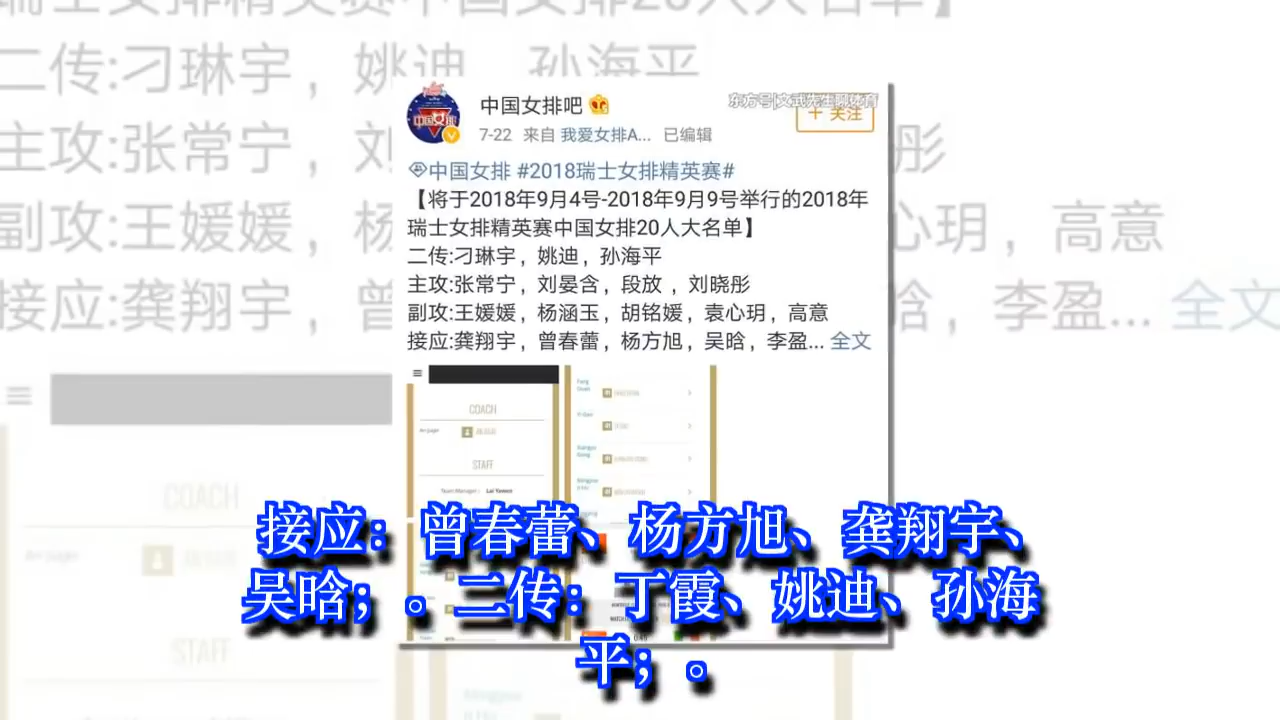 中国女排吧
东方号|文武先生聊体育
+ 关注
7-22 来自 我爱女排A... 已编辑
中国女排 #2018瑞士女排精英赛#
【将于2018年9月4号-2018年9月9号举行的2018年
瑞士女排精英赛中国女排20人大名单】
二传:刁琳宇，姚迪，孙海平
主攻:张常宁，刘晏含，段放 ，刘晓彤
副攻:王媛媛，杨涵玉，胡铭媛，袁心玥，高意
接应:龚翔宇，曾春蕾，杨方旭，吴晗，李盈... 全文
COACH
STAFF
Team Manager : Lai Yawen
接应：曾春蕾、杨方旭、龚翔宇、
吴晗；。二传：丁霞、姚迪、孙海
平；。